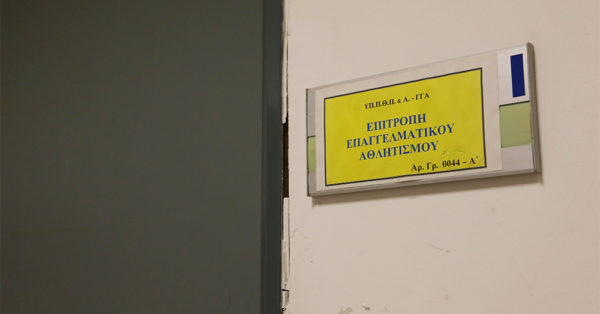 ΥΠ.Π.Θ.Π. & Α. - ΓΓΑ
ΕΠΙΤΡΟΠΗ
ΕΠΑΓΓΕΛΜΑΤΙΚΟΥ
ΑΘΛΗΤΙΣΜΟΥ
Αρ. Γρ. 0044 – Α΄